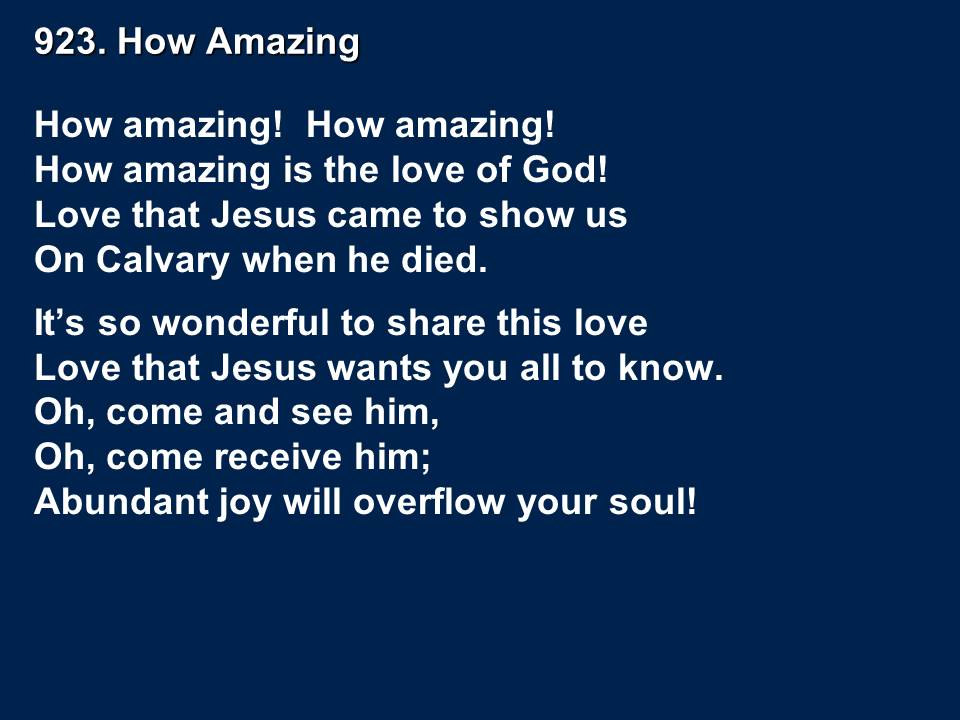 923. How Amazing
How amazing!  How amazing!
How amazing is the love of God!
Love that Jesus came to show us
On Calvary when he died.
It’s so wonderful to share this love
Love that Jesus wants you all to know.
Oh, come and see him,
Oh, come receive him;
Abundant joy will overflow your soul!